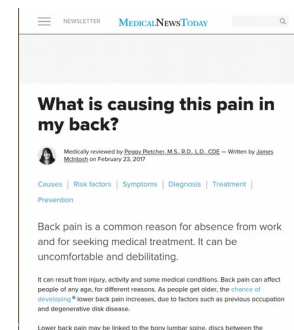 NEWSLETTER MEDICALNEWSTODAY
What is causing this pain in
my back?
Medically reviewed by Peggy Pletcher, M.S., R.D., L.D., CDE — Written by James
McIntosh on February 23, 2017
Causes | Risk factors | Symptoms | Diagnosis | Treatment |
Prevention
Back pain is a common reason for absence from work
and for seeking medical treatment. It can be
uncomfortable and debilitating.
It can result from injury, activity and some medical conditions. Back pain can affect
people of any age, for different reasons. As people get older, the chance of
developing lower back pain increases, due to factors such as previous occupation
and degenerative disk disease.
Lower back pain may be linked to the bony lumbar spine, discs between the